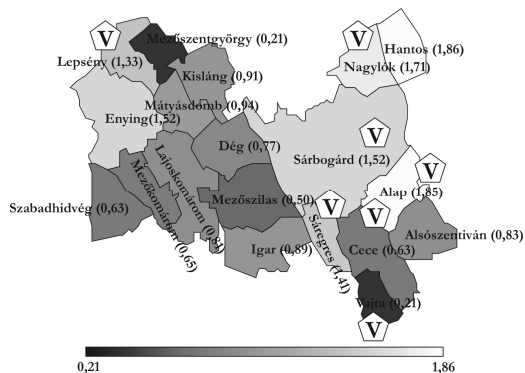 V
V
Mezőszentgyörgy (0,21)
Hantos (1,86)
Lepsény (1,33)
Nagylók (1,71)
Kisláng (0,91)
Mátyásdomb (0,94)
Enying(1,52)
V
Dég (0,77)
Sárbogárd (1,52)
Lajoskomárom (0,81)
Mezőkomárom (0,65)
V
Alap (1,85)
Mezőszilas (0,50)
Szabadhidvég (0,63)
V
V
Sáregres (1,41)
Alsószentiván (0,83)
Igar (0,89)
Cece (0,63)
Vajta (0,21)
V
0,21
1,86